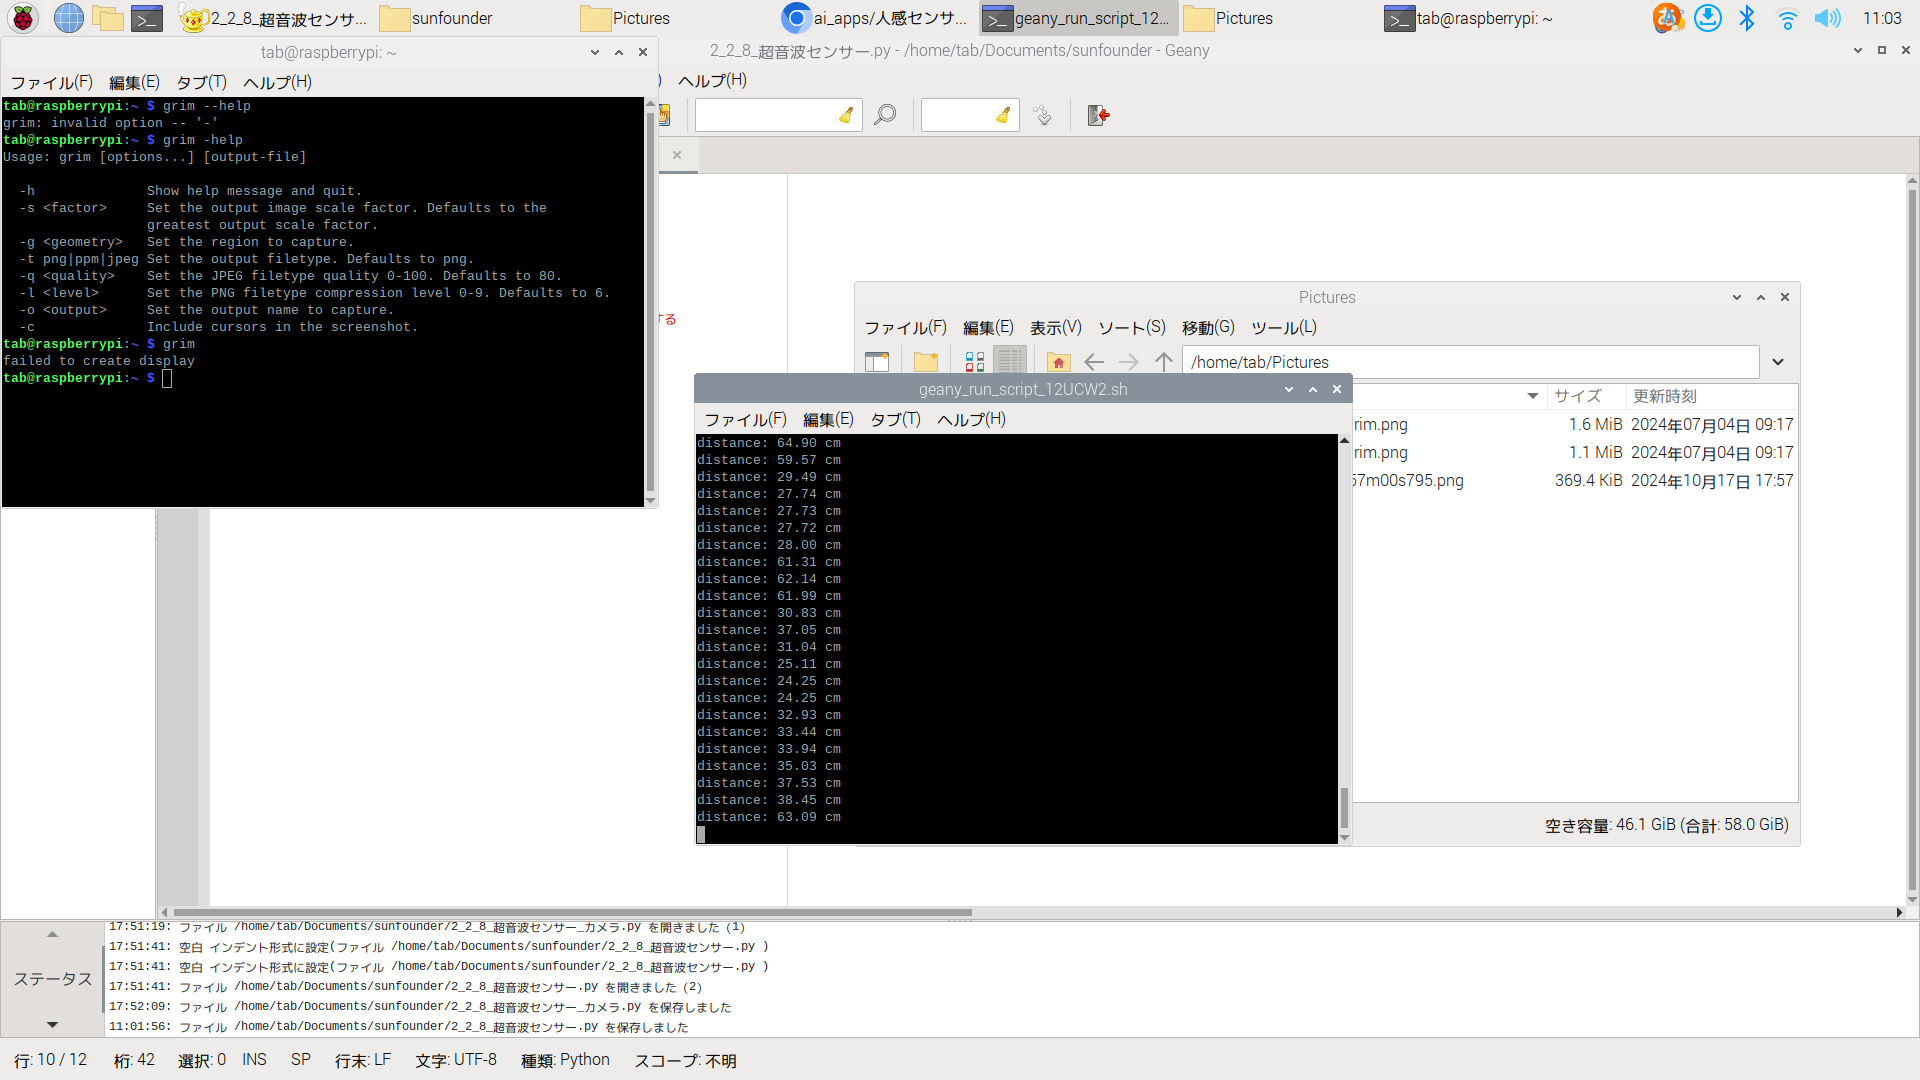 2_2_8_超音波センサ...
sunfounder
Pictures
ai_apps/人感センサ...
geany_run_script_12...
Pictures
tab@raspberrypi: ~
11:03
tab@raspberrypi: ~
ファイル(F) 編集(E) タブ(T) ヘルプ(H)
tab@raspberrypi:~ $ grim --help
grim: invalid option -- '-'
tab@raspberrypi:~ $ grim -help
Usage: grim [options...] [output-file]
-h Show help message and quit.
-s <factor> Set the output image scale factor. Defaults to the
greatest output scale factor.
-g <geometry> Set the region to capture.
-t png|ppm|jpeg Set the output filetype. Defaults to png.
-q <quality> Set the JPEG filetype quality 0-100. Defaults to 80.
-l <level> Set the PNG filetype compression level 0-9. Defaults to 6.
-o <output> Set the output name to capture.
-c Include cursors in the screenshot.
tab@raspberrypi:~ $ grim
failed to create display
tab@raspberrypi:~ $
2_2_8_超音波センサー.py - /home/tab/Documents/sunfounder - Geany
) ヘルプ(H)
する
Pictures
ファイル(F) 編集(E) 表示(V) ソート(S) 移動(G) ツール(L)
/home/tab/Pictures
サイズ 更新時刻
rim.png 1.6 MiB 2024年07月04日 09:17
rim.png 1.1 MiB 2024年07月04日 09:17
57m00s795.png 369.4 KiB 2024年10月17日 17:57
空き容量: 46.1 GiB (合計: 58.0 GiB)
geany_run_script_12UCW2.sh
ファイル(F) 編集(E) タブ(T) ヘルプ(H)
distance: 64.90 cm
distance: 59.57 cm
distance: 29.49 cm
distance: 27.74 cm
distance: 27.73 cm
distance: 27.72 cm
distance: 28.00 cm
distance: 61.31 cm
distance: 62.14 cm
distance: 61.99 cm
distance: 30.83 cm
distance: 37.05 cm
distance: 31.04 cm
distance: 25.11 cm
distance: 24.25 cm
distance: 24.25 cm
distance: 32.93 cm
distance: 33.44 cm
distance: 33.94 cm
distance: 35.03 cm
distance: 37.53 cm
distance: 38.45 cm
distance: 63.09 cm
ステータス
17:51:19: ファイル /home/tab/Documents/sunfounder/2_2_8_超音波センサー_カメラ.py を開きました (1)
17:51:41: 空白 インデント形式に設定(ファイル /home/tab/Documents/sunfounder/2_2_8_超音波センサー.py )
17:51:41: 空白 インデント形式に設定(ファイル /home/tab/Documents/sunfounder/2_2_8_超音波センサー.py )
17:51:41: ファイル /home/tab/Documents/sunfounder/2_2_8_超音波センサー.py を開きました (2)
17:52:09: ファイル /home/tab/Documents/sunfounder/2_2_8_超音波センサー_カメラ.py を保存しました
11:01:56: ファイル /home/tab/Documents/sunfounder/2_2_8_超音波センサー.py を保存しました
行: 10 / 12 桁: 42 選択: 0 INS SP 行末: LF 文字: UTF-8 種類: Python スコープ: 不明